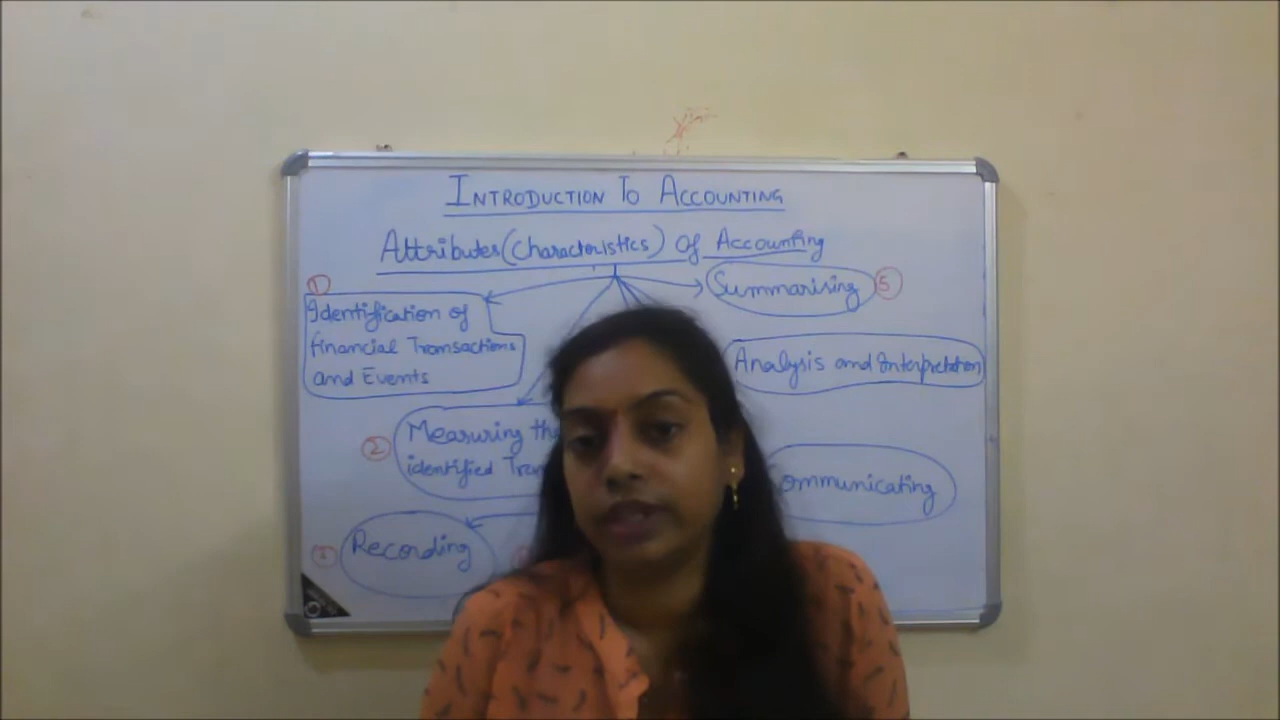 INTRODUCTION TO ACCOUNTING
Attributes (Characteristics) Of Accounting
1
Identification of
Financial Transactions
and Events
2
Measuring the
identified
Recording
Summarising 5
Analysis and Interpretation
ommunicating